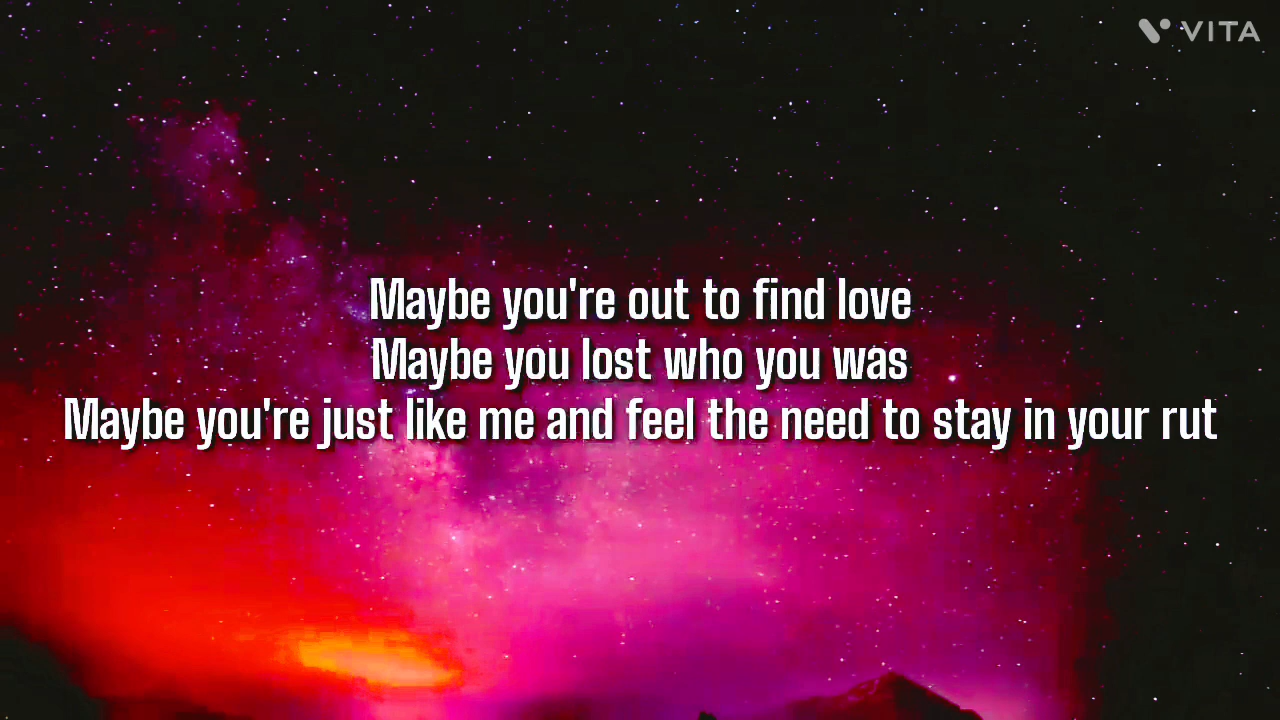 VITA
Maybe you're out to find love
Maybe you lost who you was
Maybe you're just like me and feel the need to stay in your rut